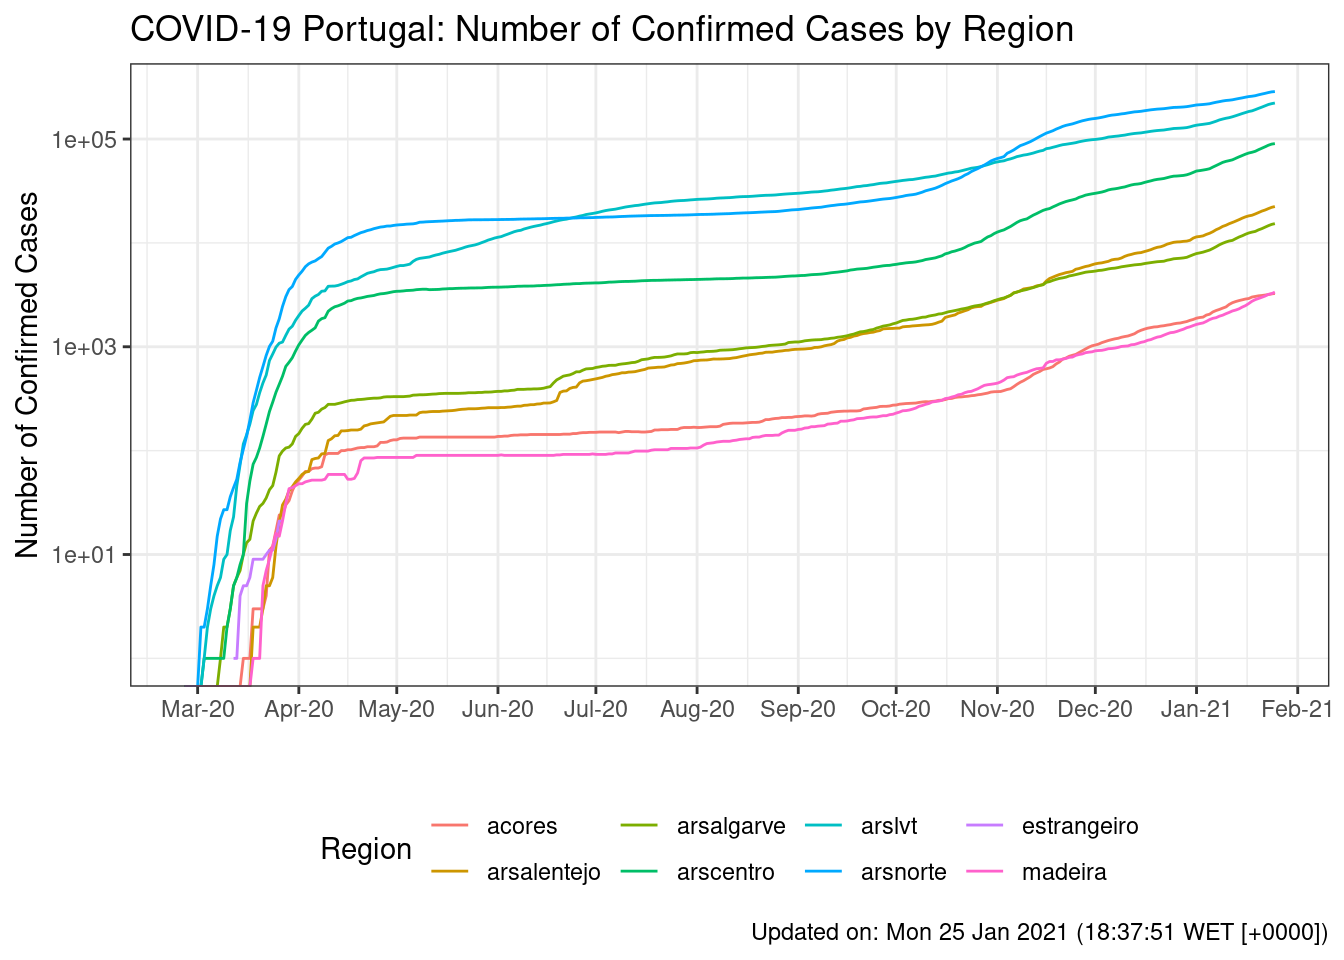 COVID-19 Portugal: Number of Confirmed Cases by Region
Number of Confirmed Cases
1e+05
1e+03
1e+01
Mar-20 Apr-20 May-20 Jun-20 Jul-20 Aug-20 Sep-20 Oct-20 Nov-20 Dec-20 Jan-21 Feb-21
Region
acores arsalgarve arslvt estrangeiro
arsalentejo arscentro arsnorte madeira
Updated on: Mon 25 Jan 2021 (18:37:51 WET [+0000])